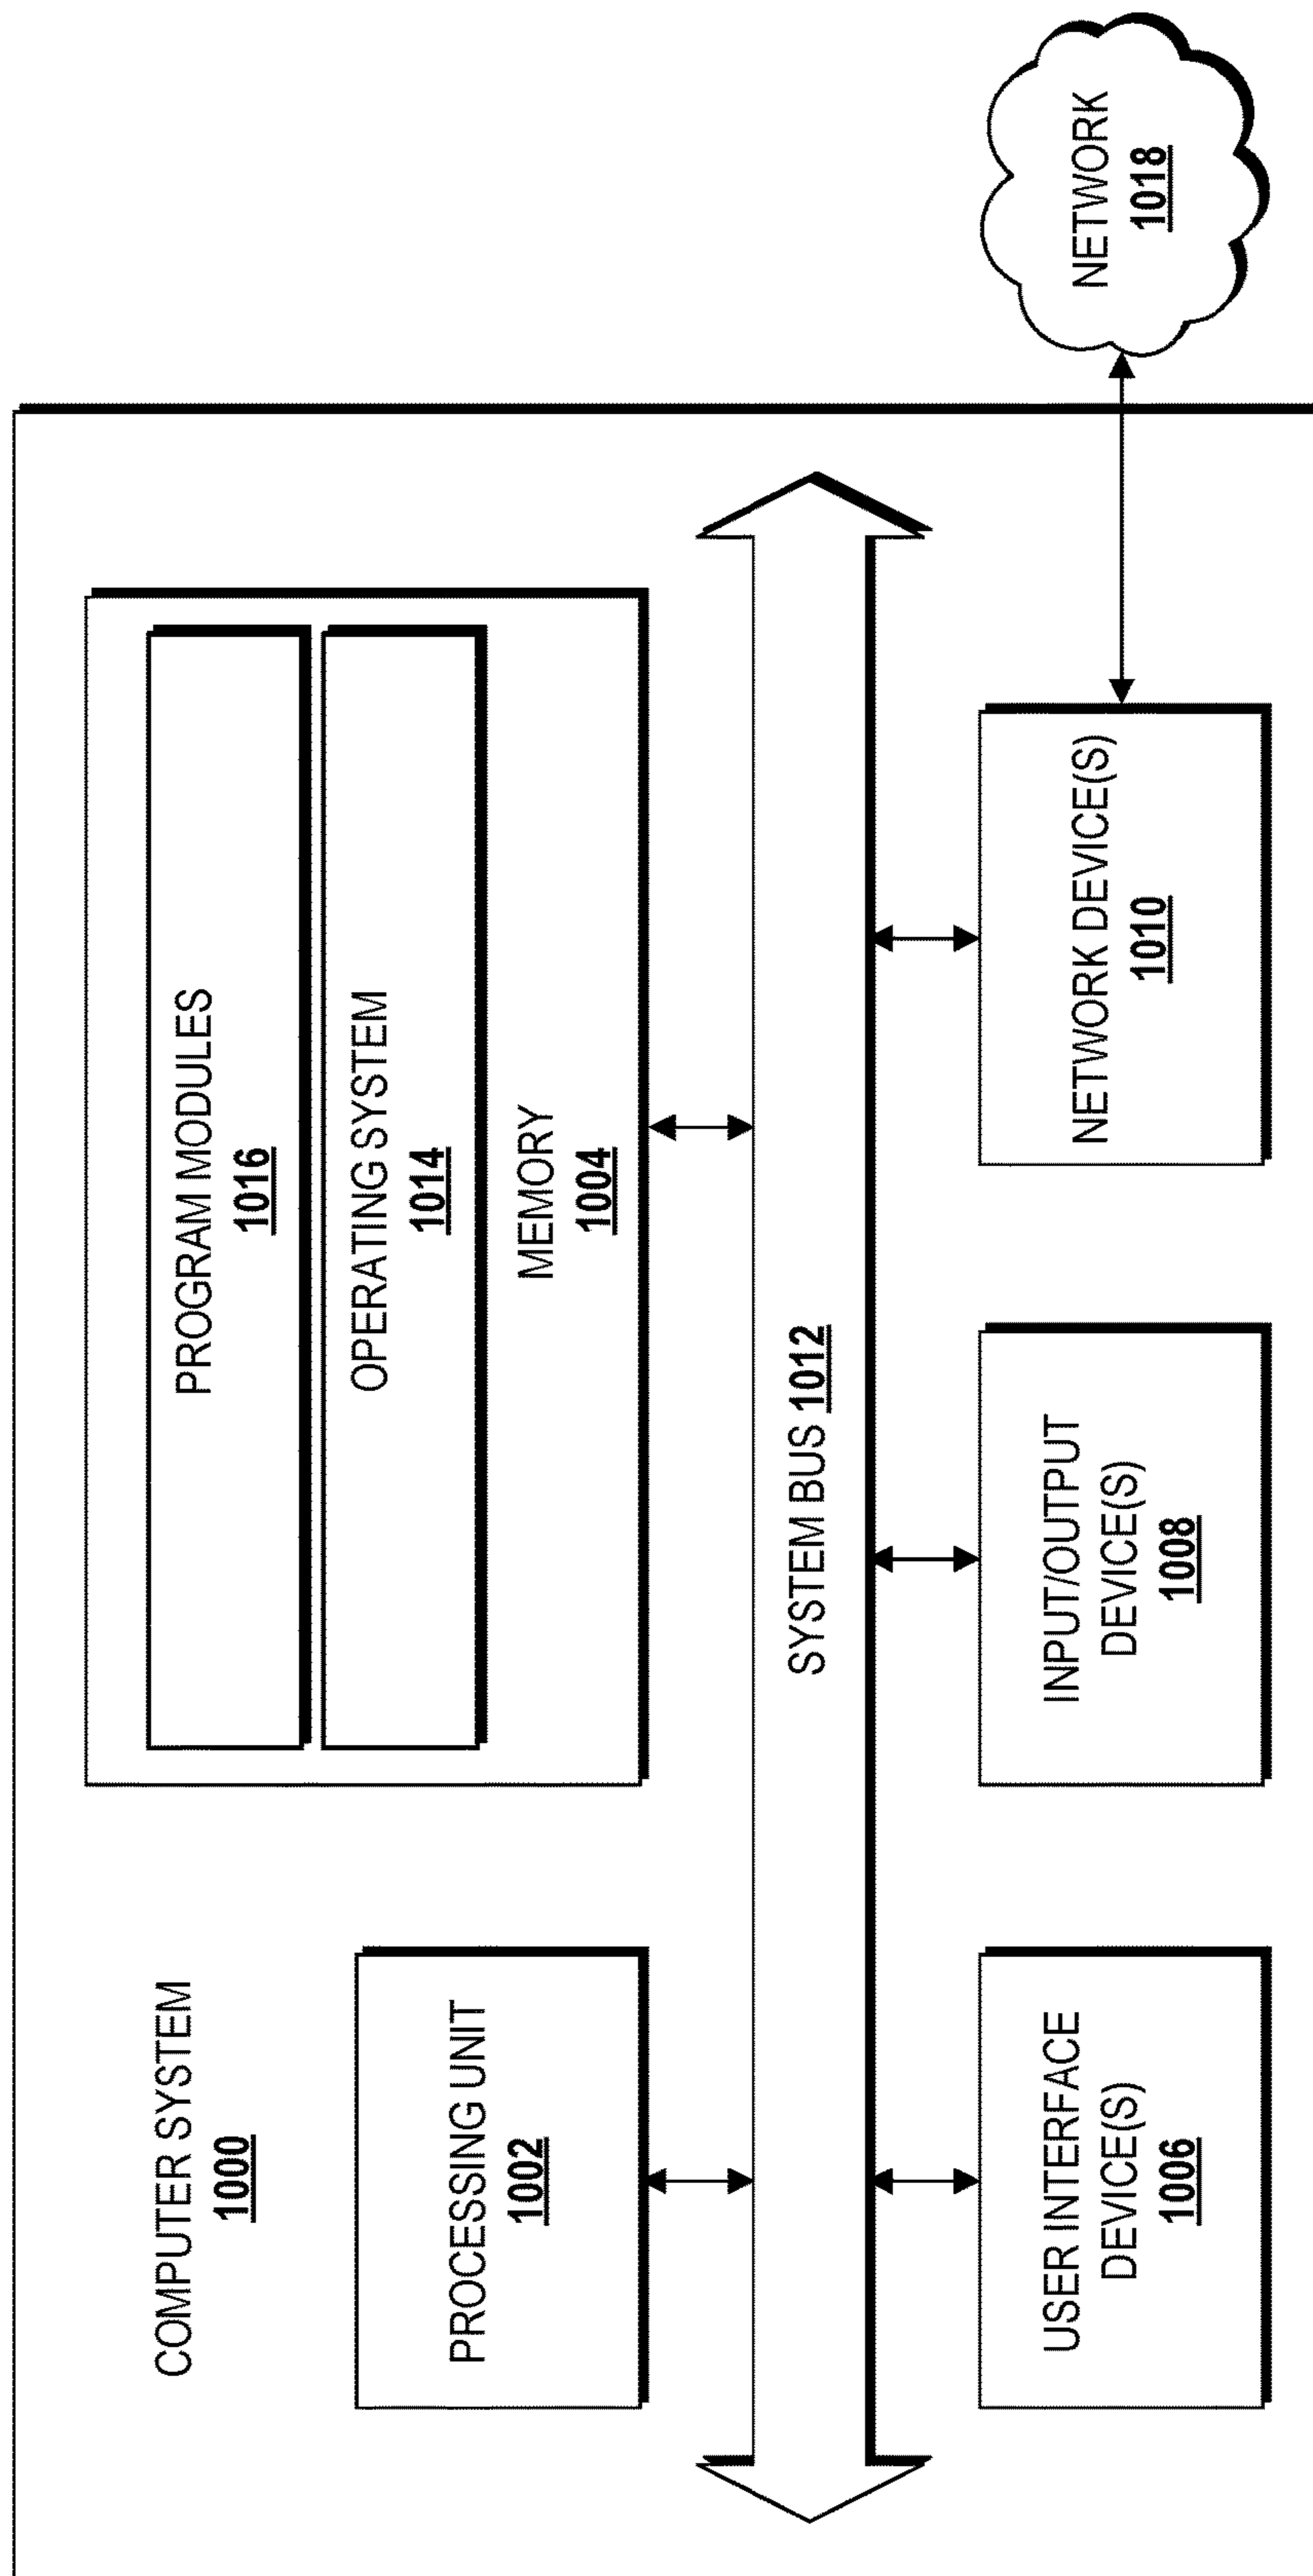 COMPUTER SYSTEM
1000
PROCESSING UNIT
1002
PROGRAM MODULES
1016
OPERATING SYSTEM
1014
MEMORY
1004
SYSTEM BUS 1012
USER INTERFACE
DEVICE(S)
1006
INPUT/OUTPUT
DEVICE(S)
1008
NETWORK DEVICE(S)
1010
NETWORK
1018